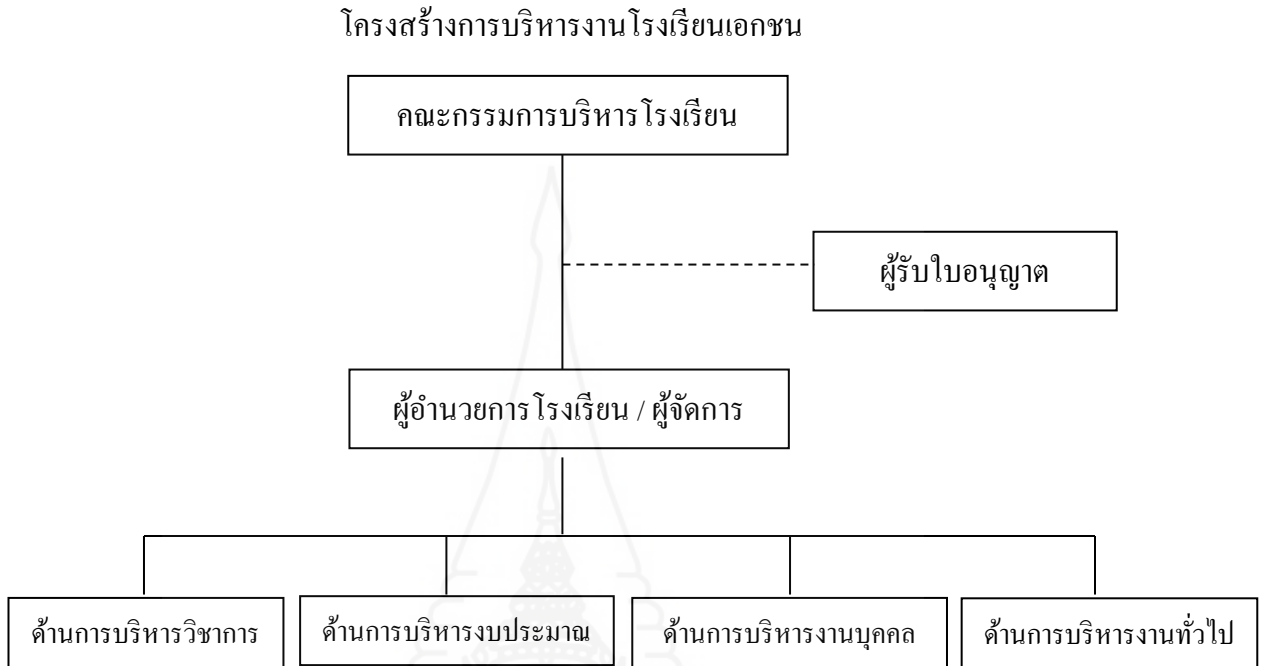 โครงสร้างการบริหารงานโรงเรียนเอกชน
คณะกรรมการบริหารโรงเรียน
ผู้รับใบอนุญาต
ผู้อำนวยการโรงเรียน / ผู้จัดการ
ด้านการบริหารวิชาการ
ด้านการบริหารงบประมาณ
ด้านการบริหารงานบุคคล
ด้านการบริหารงานทั่วไป